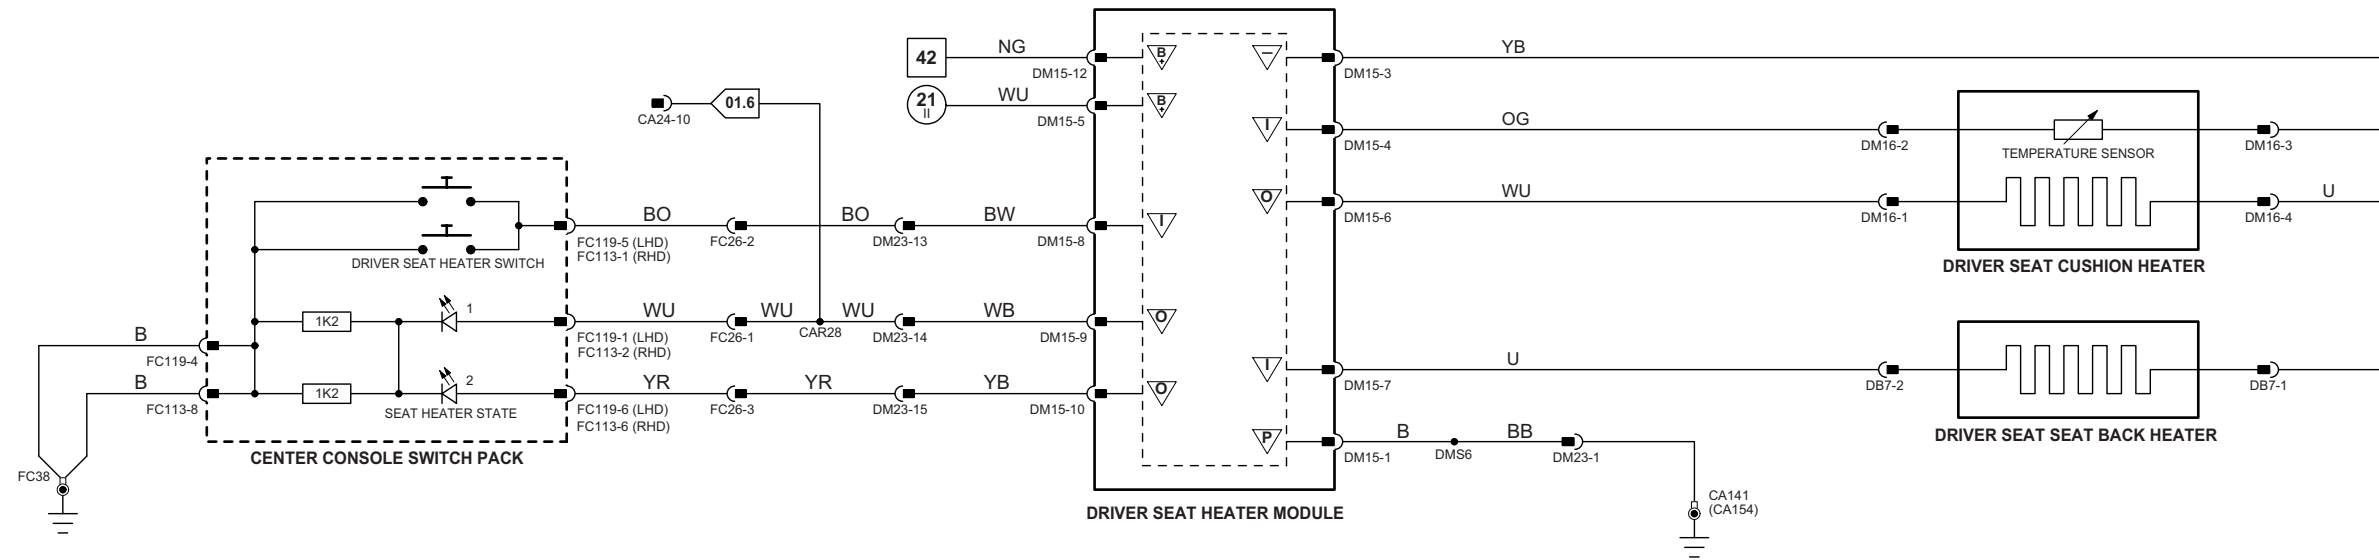 42
NG
DM15-12
B
+
21
II
WU
DM15-5
B
+
CA24-10
01.6
–
DM15-3
YB
I
DM15-4
OG
DM16-2
TEMPERATURE SENSOR
DM16-3
O
DM15-6
WU
DM16-1
DM16-4
U
DRIVER SEAT CUSHION HEATER
DRIVER SEAT HEATER SWITCH
FC119-5 (LHD)
FC113-1 (RHD)
BO
FC26-2
BO
DM23-13
BW
DM15-8
I
1K2
1
FC119-1 (LHD)
FC113-2 (RHD)
WU
FC26-1
WU
CAR28
WU
DM23-14
WB
DM15-9
O
B
FC119-4
B
FC113-8
1K2
2
SEAT HEATER STATE
FC119-6 (LHD)
FC113-6 (RHD)
YR
FC26-3
YR
DM23-15
YB
DM15-10
O
I
DM15-7
U
DB7-2
DB7-1
DRIVER SEAT SEAT BACK HEATER
P
DM15-1
B
DMS6
BB
DM23-1
CENTER CONSOLE SWITCH PACK
FC38
CA141
(CA154)
DRIVER SEAT HEATER MODULE